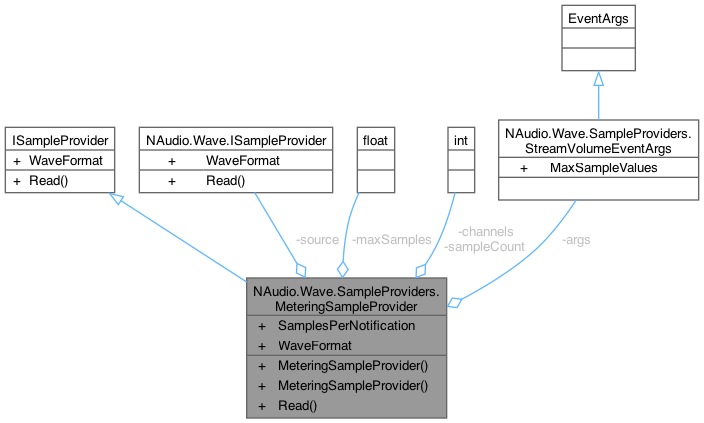 EventArgs
ISampleProvider
+ WaveFormat
+ Read()
NAudio.Wave.ISampleProvider
+ WaveFormat
+ Read()
float
int
NAudio.Wave.SampleProviders.
StreamVolumeEventArgs
+ MaxSampleValues
-source
-maxSamples
-channels
-sampleCount
-args
NAudio.Wave.SampleProviders.
MeteringSampleProvider
+ SamplesPerNotification
+ WaveFormat
+ MeteringSampleProvider()
+ MeteringSampleProvider()
+ Read()